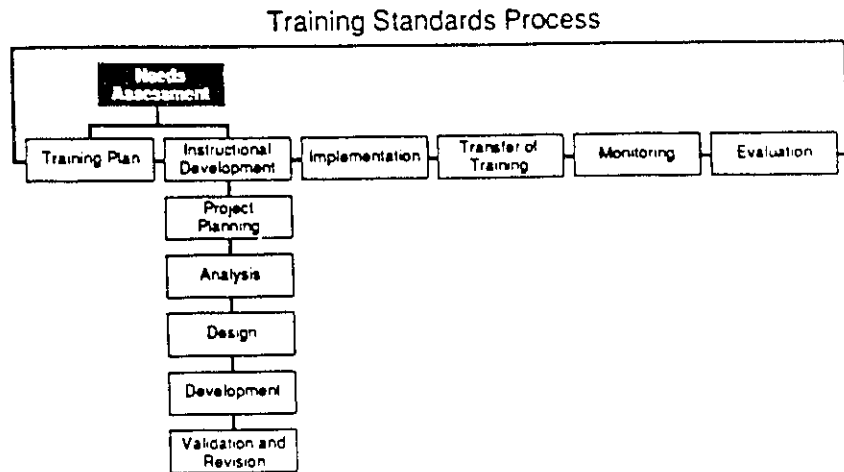 Training Standards Process
Needs
Assessment
Training Plan
Instructional
Development
Implementation
Transfer of
Training
Monitoring
Evaluation
Project
Planning
Analysis
Design
Development
Validation and
Revision